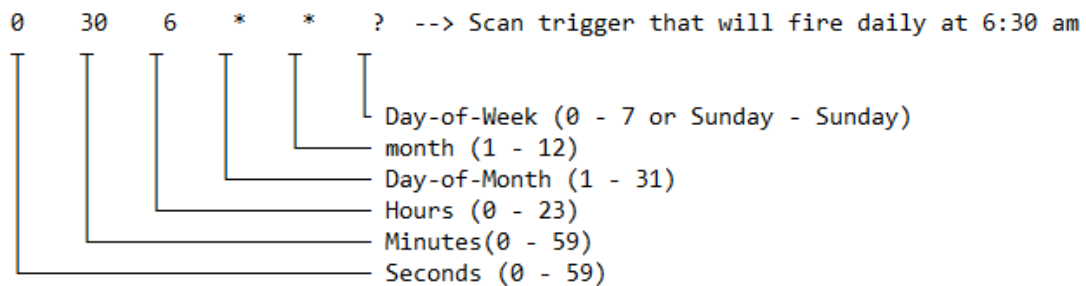 0 30 6 * * ? --> Scan trigger that will fire daily at 6:30 am
Day-of-Week (0 - 7 or Sunday - Sunday)
month (1 - 12)
Day-of-Month (1 - 31)
Hours (0 - 23)
Minutes(0 - 59)
Seconds (0 - 59)